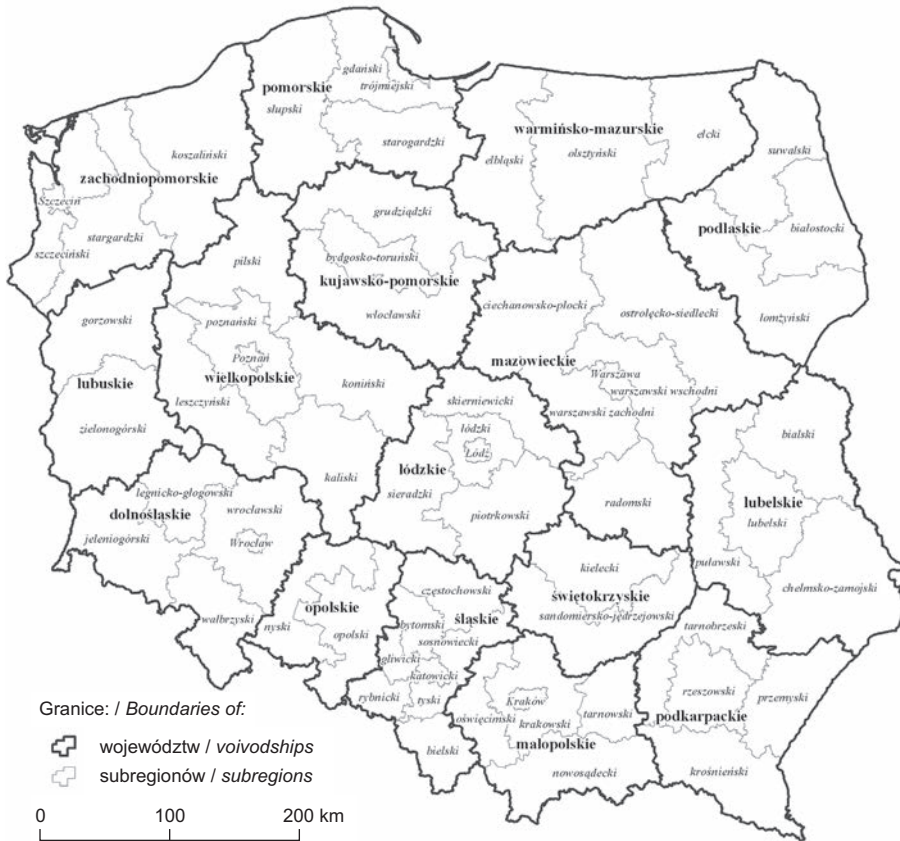 gdański
pomorskie
trójmiejski
słupski
warmińsko-mazurskie
ełcki
starogardzki
olsztyński
elbląski
suwalski
koszaliński
zachodniopomorskie
Szczecin
grudziądzki
stargardzki
szczeciński
podlaskie
białostocki
pilski
bydgosko-toruński
kujawsko-pomorskie
ciechanowsko-płocki
ostrołęcko-siedlecki
włocławski
łomżyński
gorzowski
poznański
Poznań
wielkopolskie
koniński
mazowieckie
Warszawa
warszawski wschodni
lubuskie
leszczyński
skierniewicki
warszawski zachodni
zielonogórski
łódzki
Łódź
łódzkie
bialski
legnicko-głogowski
kaliski
sieradzki
radomski
lubelskie
dolnośląskie
wrocławski
piotrkowski
lubelski
jeleniogórski
Wrocław
puławski
kielecki
chełmsko-zamojski
częstochowski
świętokrzyskie
opolskie
śląskie
sandomiersko-jędrzejowski
wałbrzyski
nyski
opolski
bytomski
sosnowiecki
tarnobrzeski
gliwicki
katowicki
rybnicki
tyski
Kraków
rzeszowski
przemyski
oświęcimski
krakowski
tarnowski
podkarpackie
małopolskie
bielski
nowosądecki
krośnieński
Granice: / Boundaries of:
województw / voivodships
subregionów / subregions
0 100 200 km